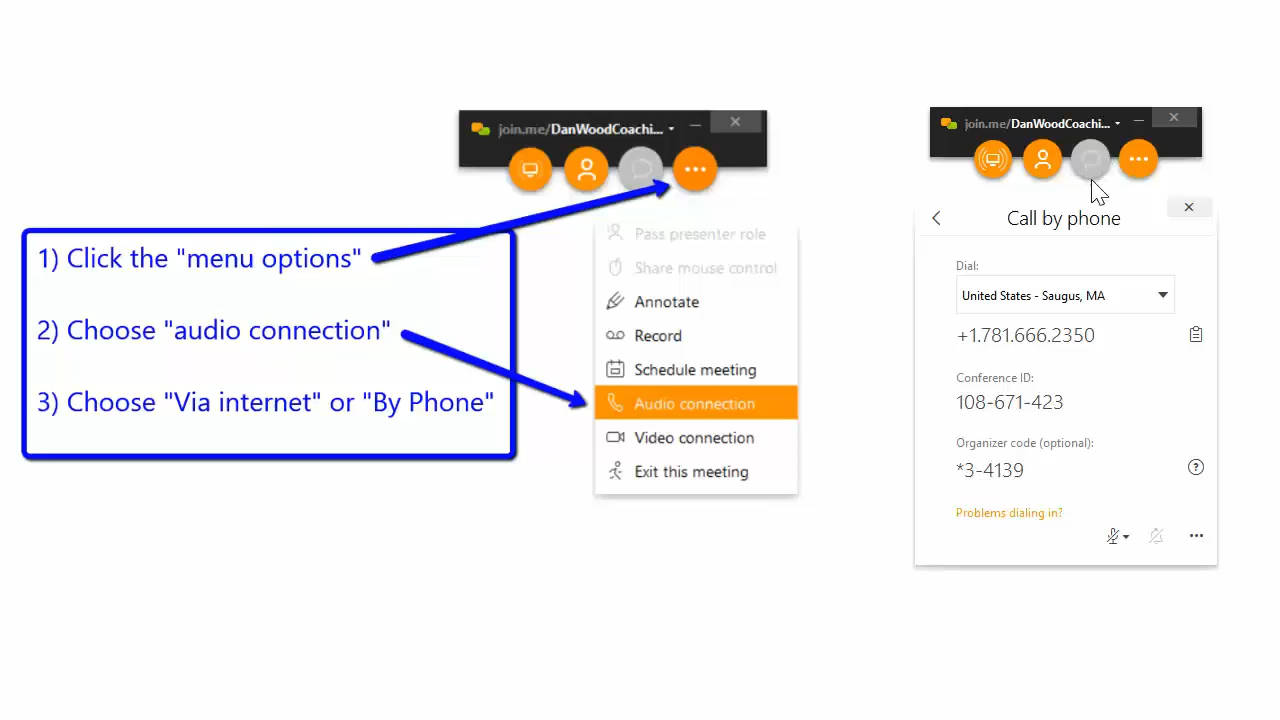 join.me/DanWoodCoachi...
1) Click the "menu options"
2) Choose "audio connection"
3) Choose "Via internet" or "By Phone"
Pass presenter role
Share mouse control
Annotate
Record
Schedule meeting
Audio connection
Video connection
Exit this meeting
join.me/DanWoodCoachi...
Call by phone
Dial:
United States - Saugus, MA
+1.781.666.2350
Conference ID:
108-671-423
Organizer code (optional):
*3-4139
Problems dialing in?